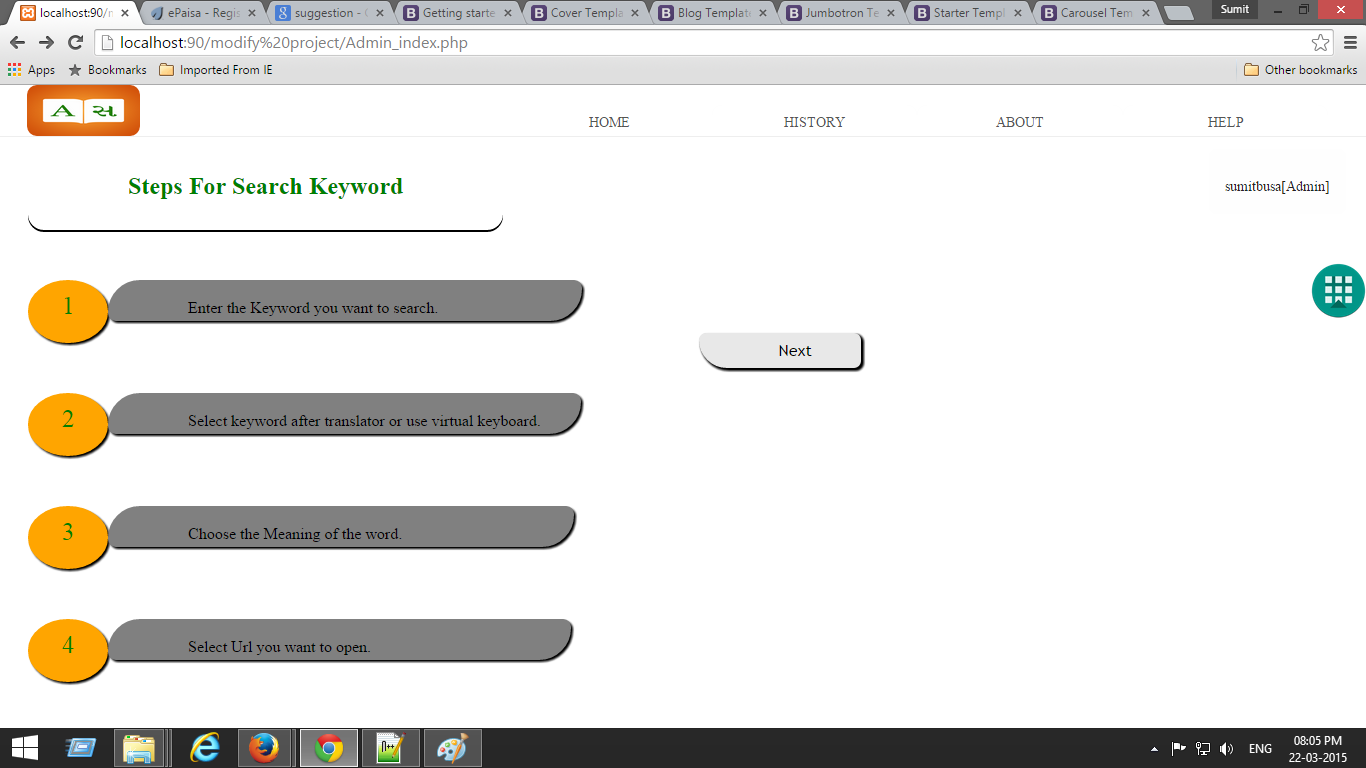 localhost:90/m
ePaisa - Regis
suggestion - G
Getting starte
Cover Templa
Blog Template
Jumbotron Te
Starter Templ
Carousel Tem
Sumit
localhost:90/modify%20project/Admin_index.php
Apps
Bookmarks
Imported From IE
Other bookmarks
અ સ
HOME
HISTORY
ABOUT
HELP
Steps For Search Keyword
sumitbusa[Admin]
1
Enter the Keyword you want to search.
Next
2
Select keyword after translator or use virtual keyboard.
3
Choose the Meaning of the word.
4
Select Url you want to open.
ENG
08:05 PM
22-03-2015